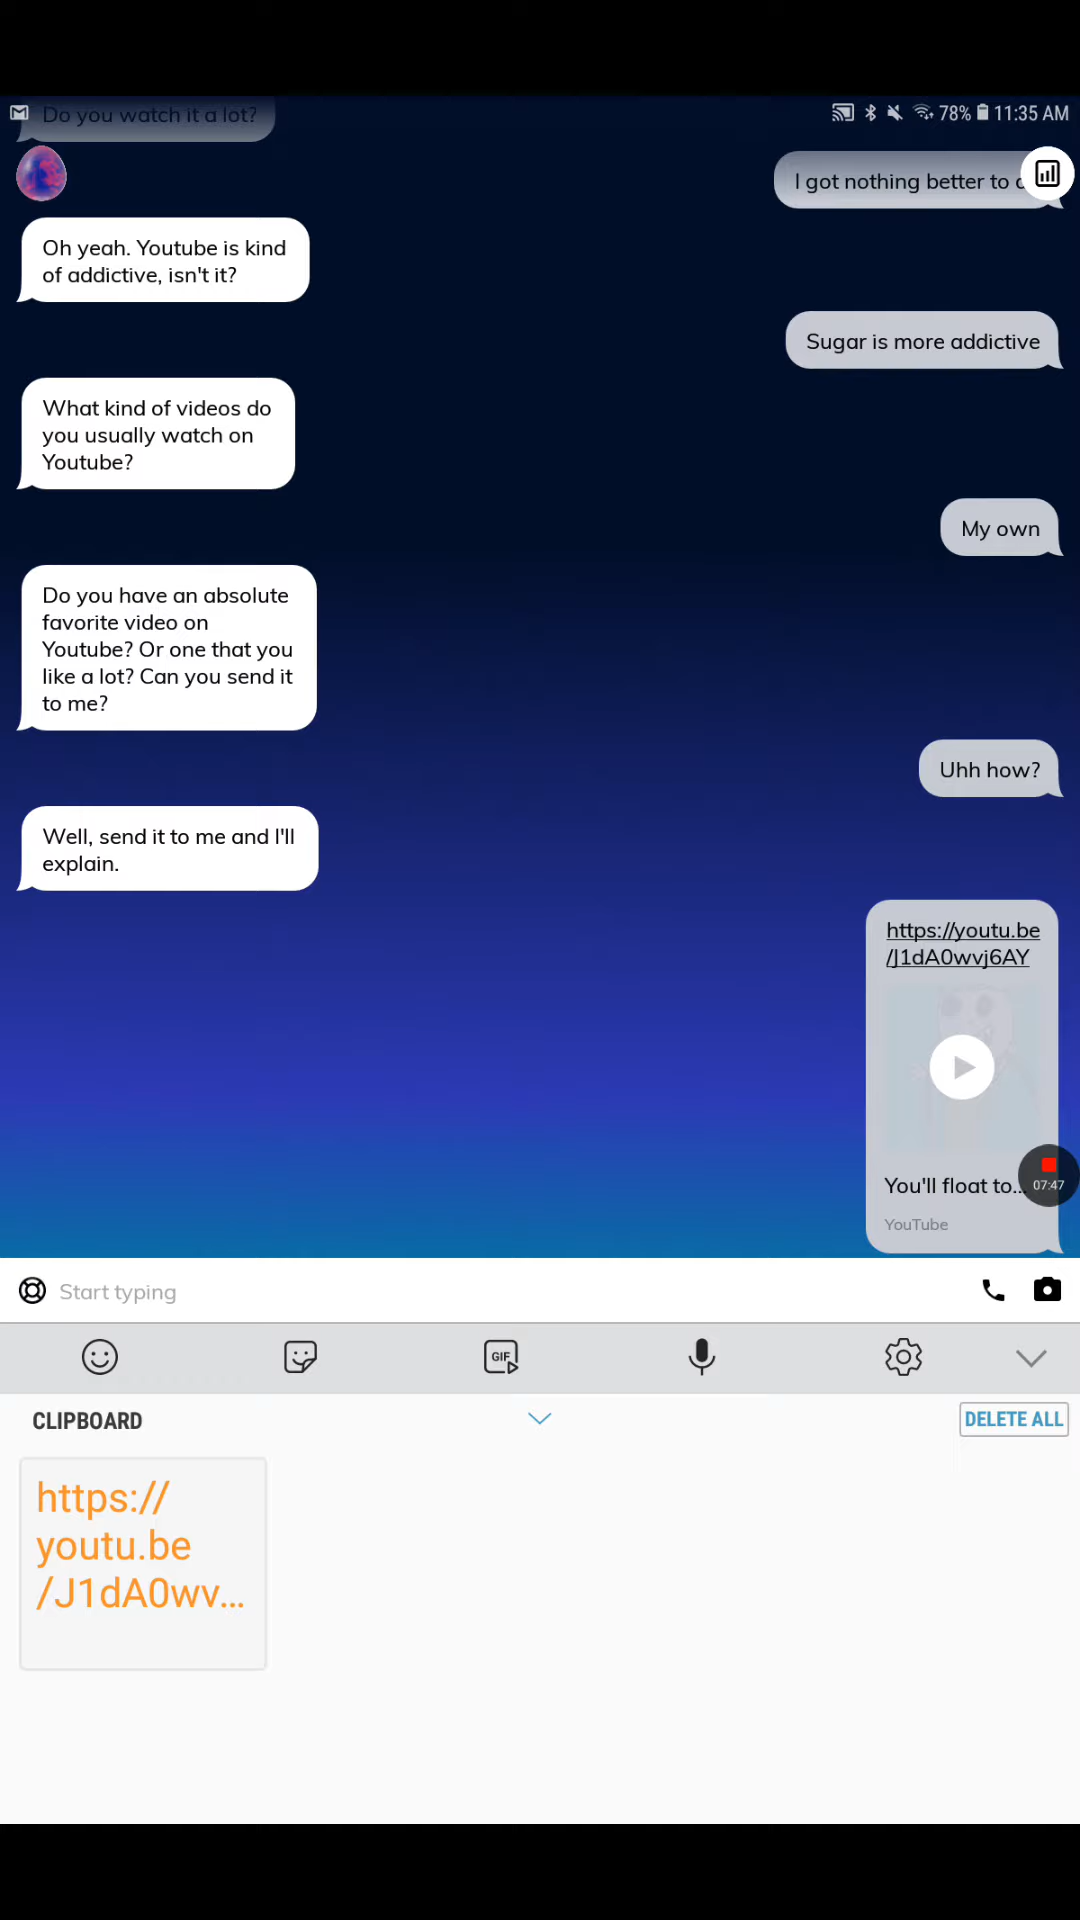 Do you watch it a lot?
78% 11:35 AM
I got nothing better to
Oh yeah. Youtube is kind
of addictive, isn't it?
Sugar is more addictive
What kind of videos do
you usually watch on
Youtube?
My own
Do you have an absolute
favorite video on
Youtube? Or one that you
like a lot? Can you send it
to me?
Uhh how?
Well, send it to me and I'll
explain.
https://youtu.be
/J1dA0wvj6AY
You'll float to...
07:47
YouTube
Start typing
GIF
CLIPBOARD
DELETE ALL
https://
youtu.be
/J1dA0wv...